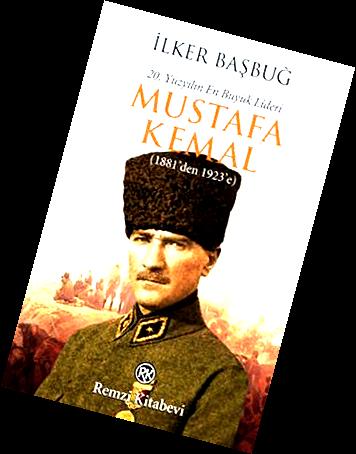 İLKER BAŞBUĞ
20. Yüzyılın En Büyük Lideri
MUSTAFA
KEMAL
(1881'den 1923'e)
RK
Remzi Kitabevi